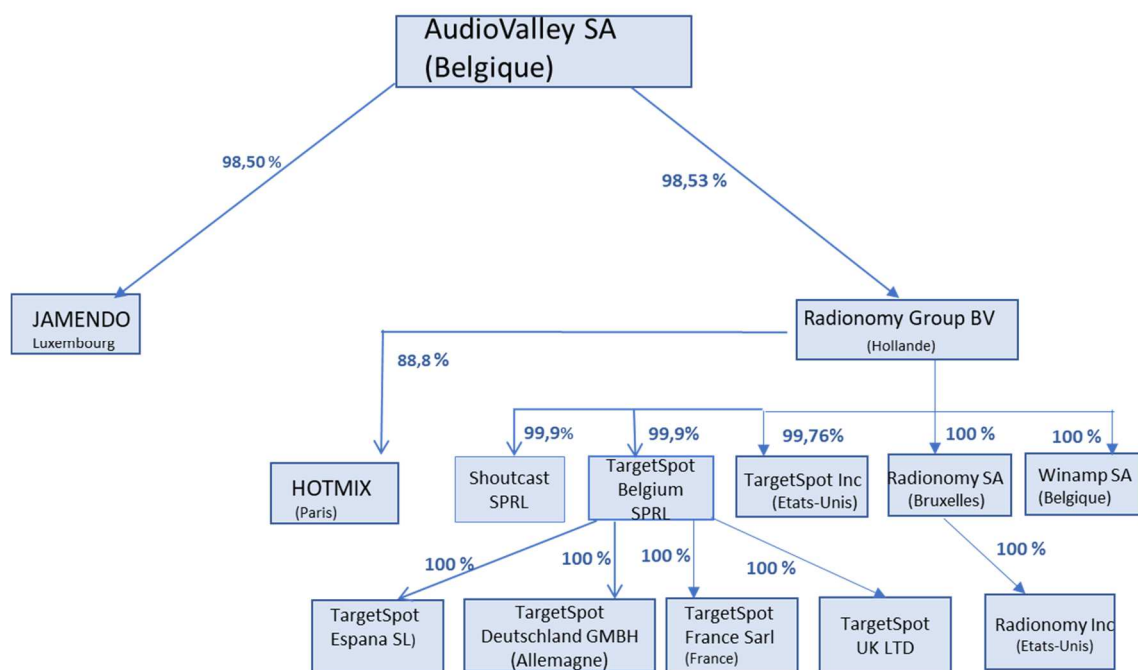 AudioValley SA
(Belgique)
98,50 %
98,53 %
JAMENDO
Luxembourg
Radionomy Group BV
(Hollande)
88,8 %
99,9%
99,9%
99,76%
100 %
100 %
HOTMIX
(Paris)
Shoutcast
SPRL
TargetSpot
Belgium
SPRL
TargetSpot Inc
(Etats-Unis)
Radionomy SA
(Bruxelles)
Winamp SA
(Belgique)
100 %
100 %
100 %
100 %
100 %
TargetSpot
Espana SL)
TargetSpot
Deutschland GMBH
(Allemagne)
TargetSpot
France Sarl
(France)
TargetSpot
UK LTD
Radionomy Inc
(Etats-Unis)